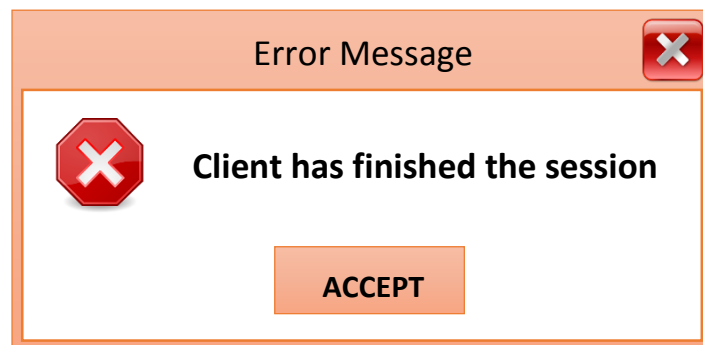 Error Message
Client has finished the session
ACCEPT